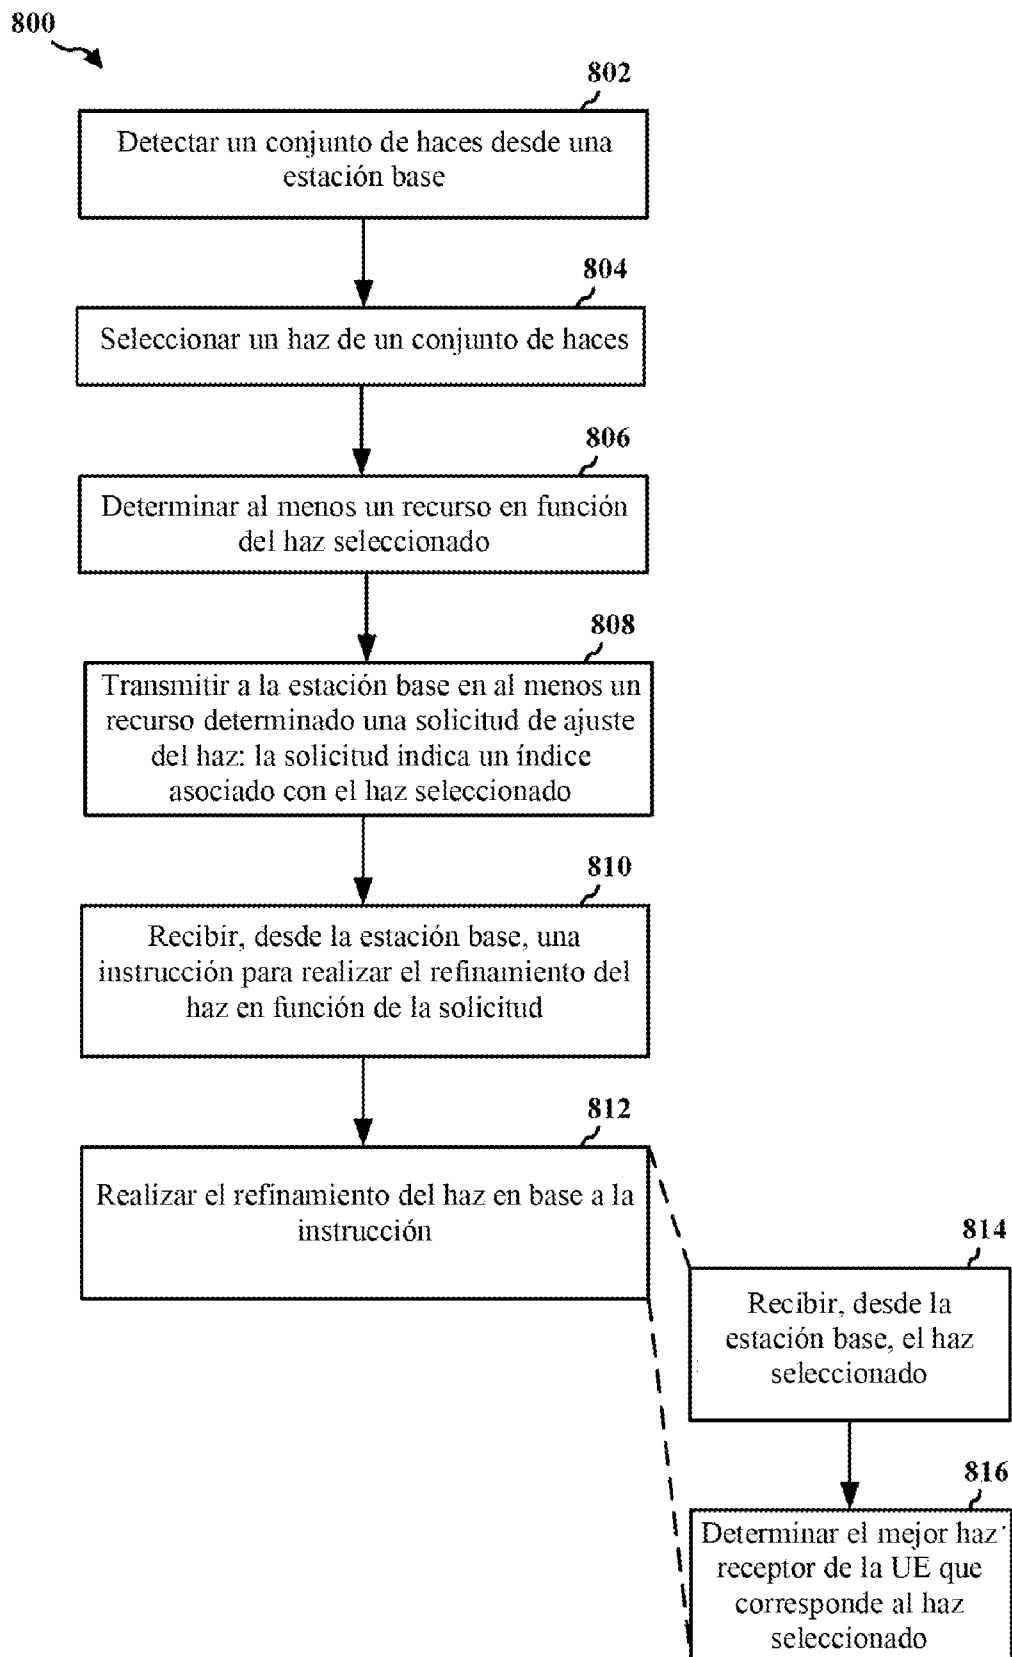 800
802
Detectar un conjunto de haces desde una
estación base
804
Seleccionar un haz de un conjunto de haces
806
Determinar al menos un recurso en función
del haz seleccionado
808
Transmitir a la estación base en al menos un
recurso determinado una solicitud de ajuste
del haz: la solicitud indica un índice
asociado con el haz seleccionado
810
Recibir, desde la estación base, una
instrucción para realizar el refinamiento del
haz en función de la solicitud
812
Realizar el refinamiento del haz en base a la
instrucción
814
Recibir, desde la
estación base, el haz
seleccionado
816
Determinar el mejor haz
receptor de la UE que
corresponde al haz
seleccionado